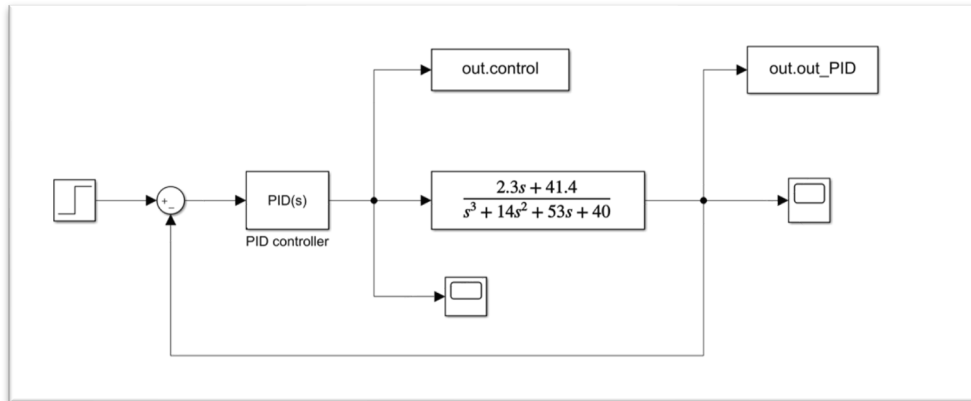 out.control
out.out_PID
+
_
PID(s)
PID controller
2.3s + 41.4
s³ + 14s² + 53s + 40